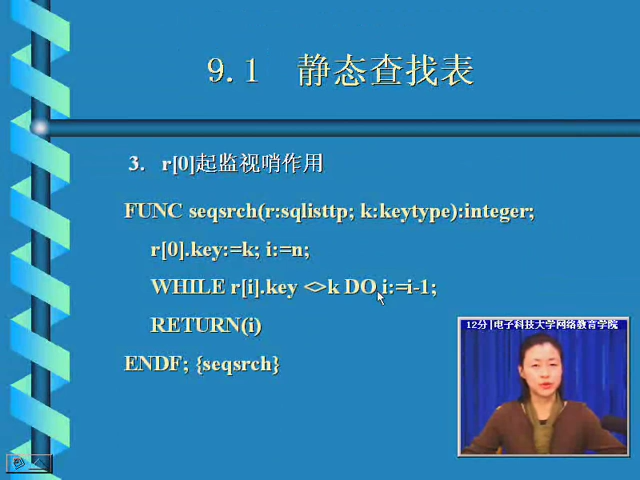 9.1 静态查找表
3. r[0]起监视哨作用
FUNC seqsrch(r:sqlisttp; k:keytype):integer;
r[0].key:=k; i:=n;
WHILE r[i].key <>k DO i:=i-1;
RETURN(i)
ENDF; {seqsrch}
12分|电子科技大学网络教育学院